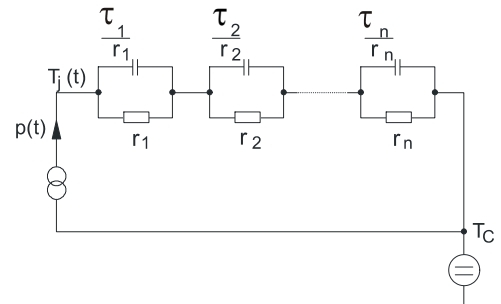 τ1 τ2 τn
r1 r2 rn
Tj (t)
p(t)
r1 r2 rn
TC